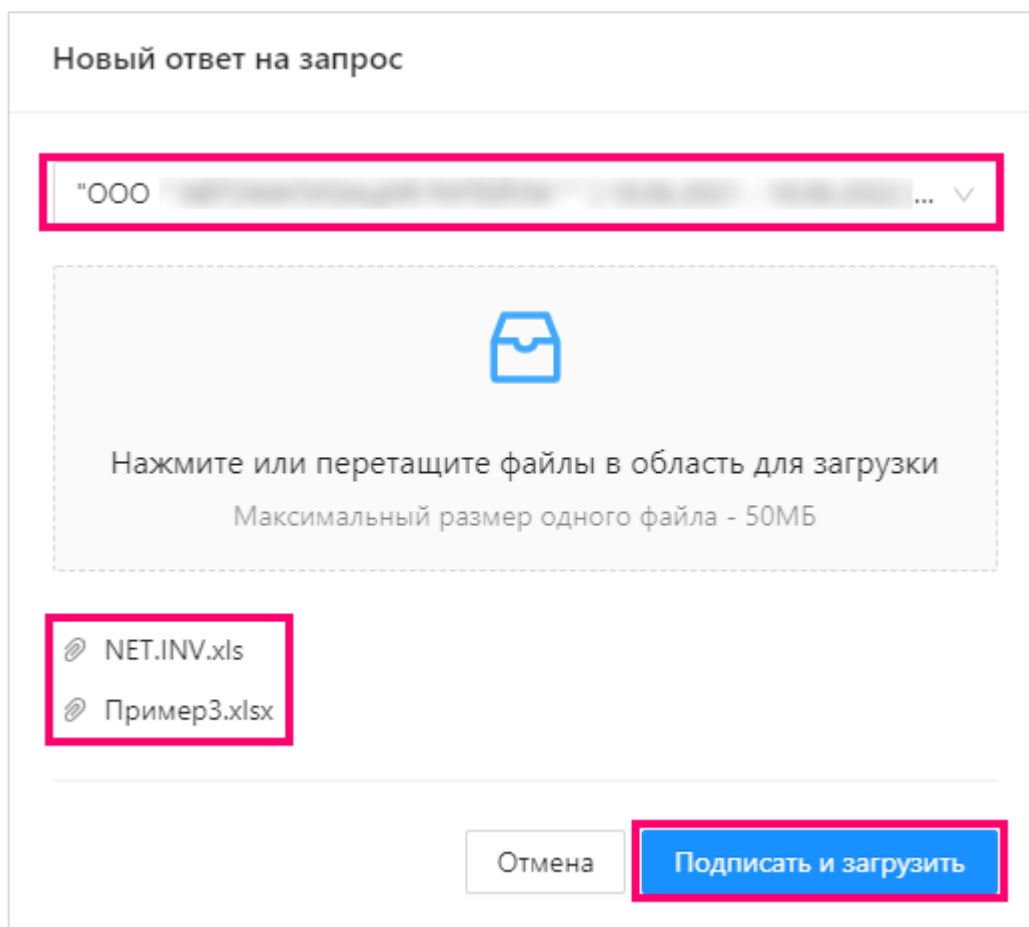 Новый ответ на запрос
"ООО ...
Нажмите или перетащите файлы в область для загрузки
Максимальный размер одного файла - 50МБ
NET.INV.xls
Пример3.xlsx
Отмена
Подписать и загрузить